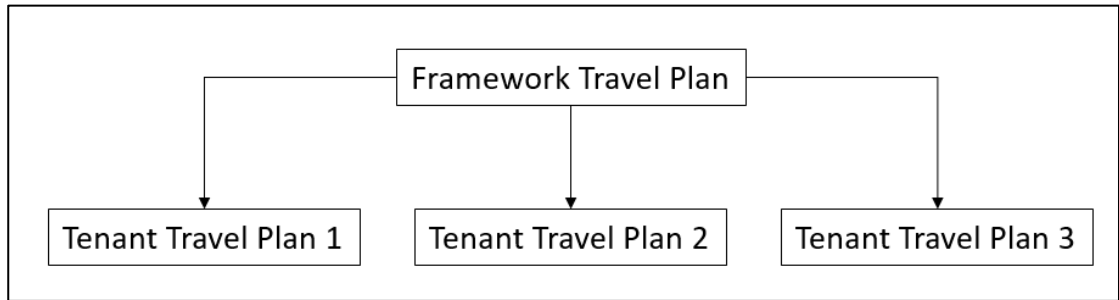 Framework Travel Plan
Tenant Travel Plan 1
Tenant Travel Plan 2
Tenant Travel Plan 3